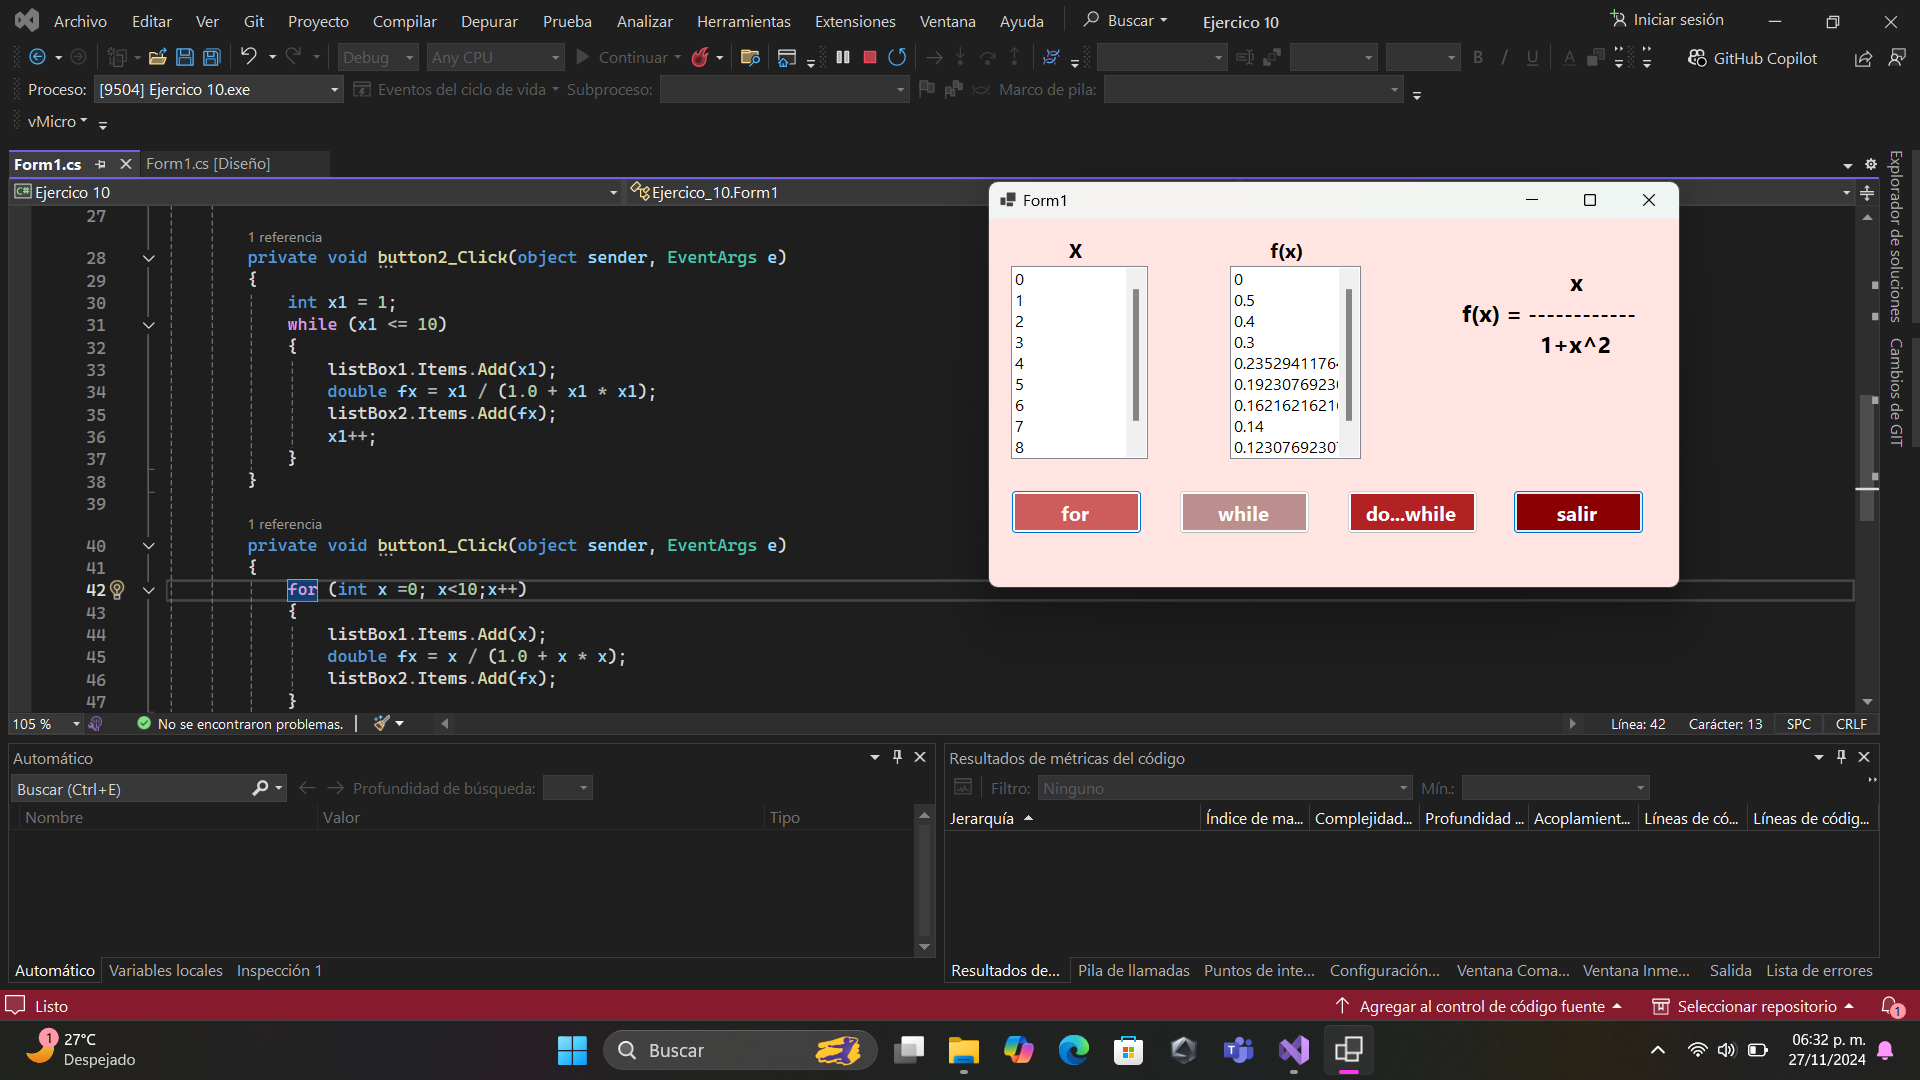 Archivo Editar Ver Git Proyecto Compilar Depurar Prueba Analizar Herramientas Extensiones Ventana Ayuda Buscar Ejercico 10 Iniciar sesión
Debug Any CPU Continuar B I U A GitHub Copilot
Proceso: [9504] Ejercico 10.exe Eventos del ciclo de vida Subproceso: Marco de pila:
vMicro
Form1.cs Form1.cs [Diseño]
C# Ejercico 10 Ejercico_10.Form1
27
1 referencia
28 private void button2_Click(object sender, EventArgs e)
29 {
30 int x1 = 1;
31 while (x1 <= 10)
32 {
33 listBox1.Items.Add(x1);
34 double fx = x1 / (1.0 + x1 * x1);
35 listBox2.Items.Add(fx);
36 x1++;
37 }
38 }
39
1 referencia
40 private void button1_Click(object sender, EventArgs e)
41 {
42 for (int x =0; x<10;x++)
43 {
44 listBox1.Items.Add(x);
45 double fx = x / (1.0 + x * x);
46 listBox2.Items.Add(fx);
47 }
Form1
X
0
1
2
3
4
5
6
7
8
f(x)
0
0.5
0.4
0.3
0.23529411764
0.1923076923
0.1621621621
0.14
0.12307692307
x
f(x) = ------------
1+x^2
for while do...while salir
Explorador de soluciones
Cambios de GIT
105 % No se encontraron problemas. Línea: 42 Carácter: 13 SPC CRLF
Automático
Buscar (Ctrl+E) Profundidad de búsqueda:
Nombre Valor Tipo
Automático Variables locales Inspección 1
Resultados de métricas del código
Filtro: Ninguno Mín.:
Jerarquía Índice de ma... Complejidad... Profundidad ... Acoplamient... Líneas de có... Líneas de códig...
Resultados de... Pila de llamadas Puntos de inte... Configuración... Ventana Coma... Ventana Inme... Salida Lista de errores
Listo Agregar al control de código fuente Seleccionar repositorio 1
1 27°C
Despejado
Buscar
06:32 p. m.
27/11/2024